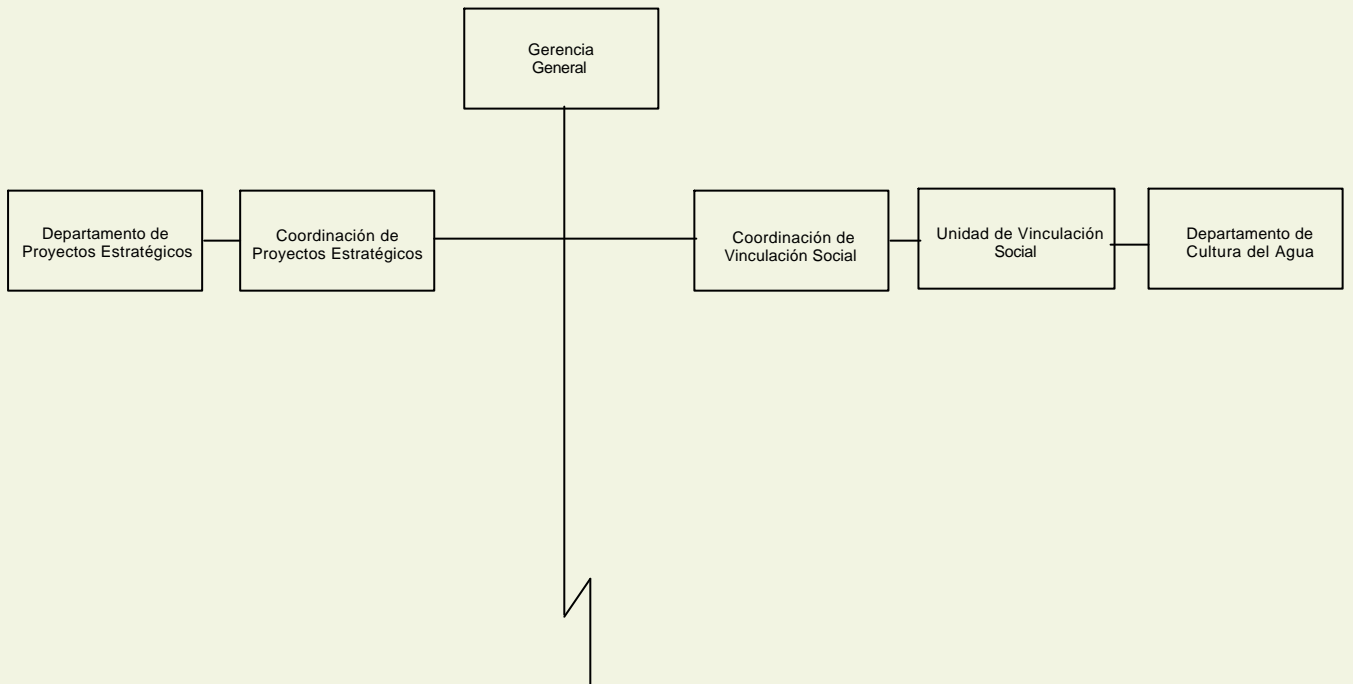 Gerencia
General
Departamento de
Proyectos Estratégicos
Coordinación de
Proyectos Estratégicos
Coordinación de
Vinculación Social
Unidad de Vinculación
Social
Departamento de
Cultura del Agua